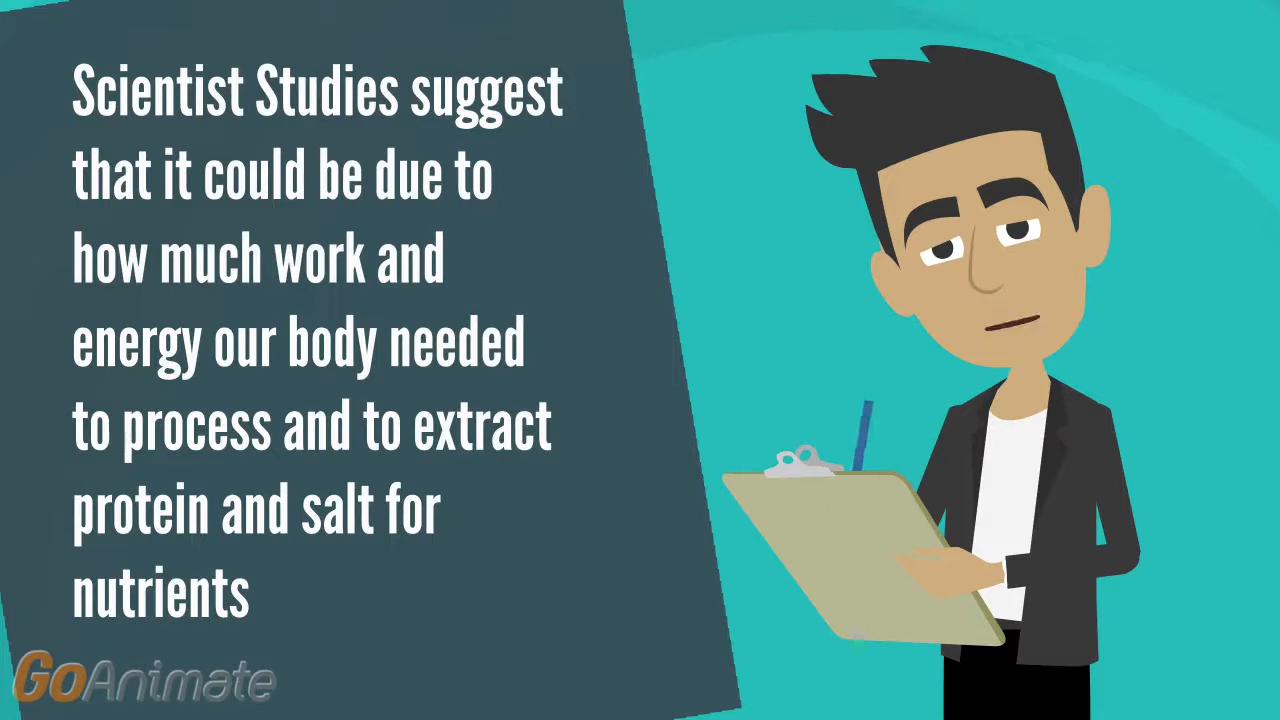 Scientist Studies suggest
that it could be due to
how much work and
energy our body needed
to process and to extract
protein and salt for
nutrients
GoAnimate